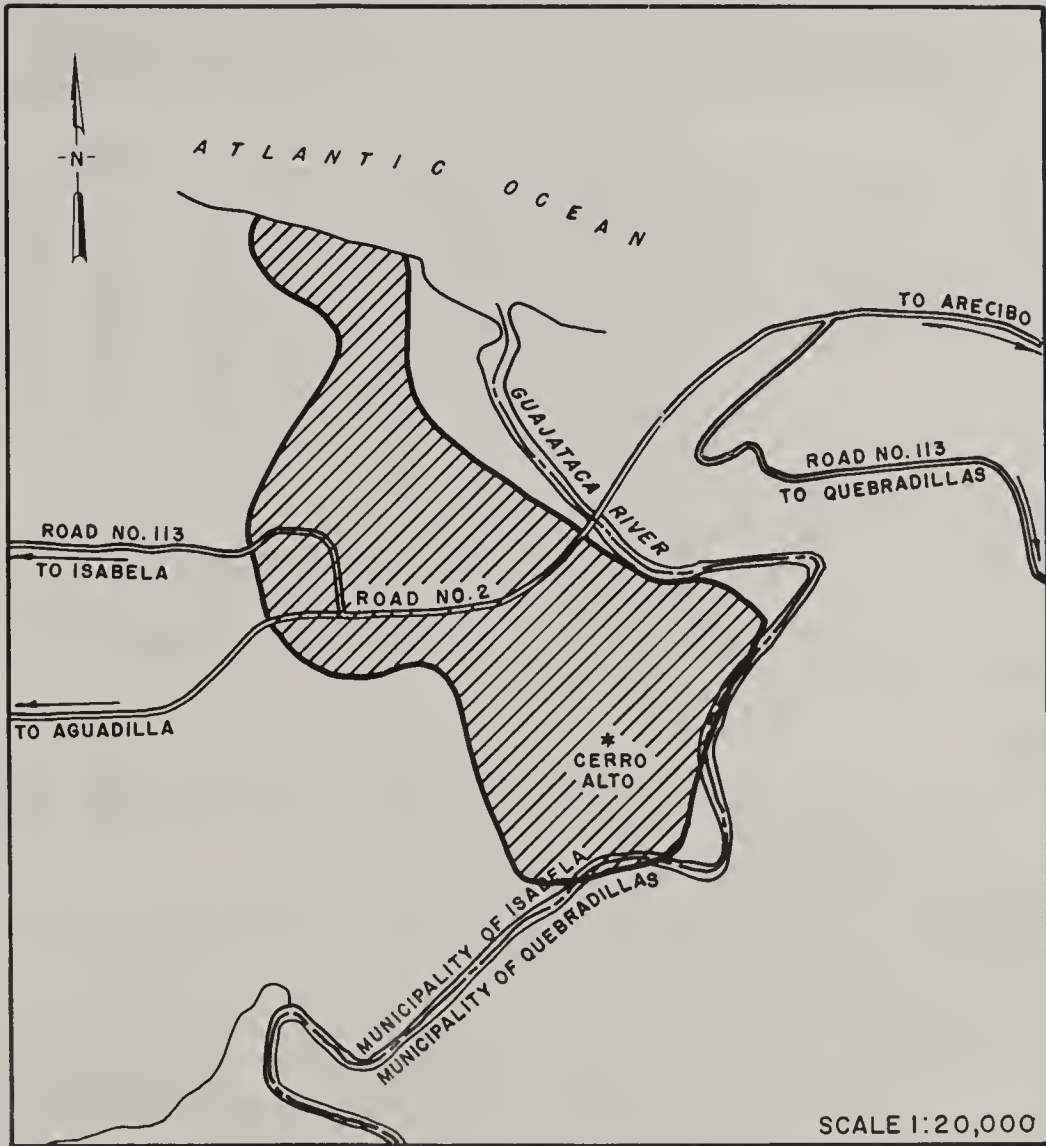 -N-
ATLANTIC OCEAN
TO ARECIBO
GUAJATACA RIVER
ROAD NO. 113
TO QUEBRADILLAS
ROAD NO. 113
TO ISABELA
ROAD NO. 2
TO AGUADILLA
CERRO
ALTO
MUNICIPALITY OF ISABELA
MUNICIPALITY OF QUEBRADILLAS
SCALE 1:20,000